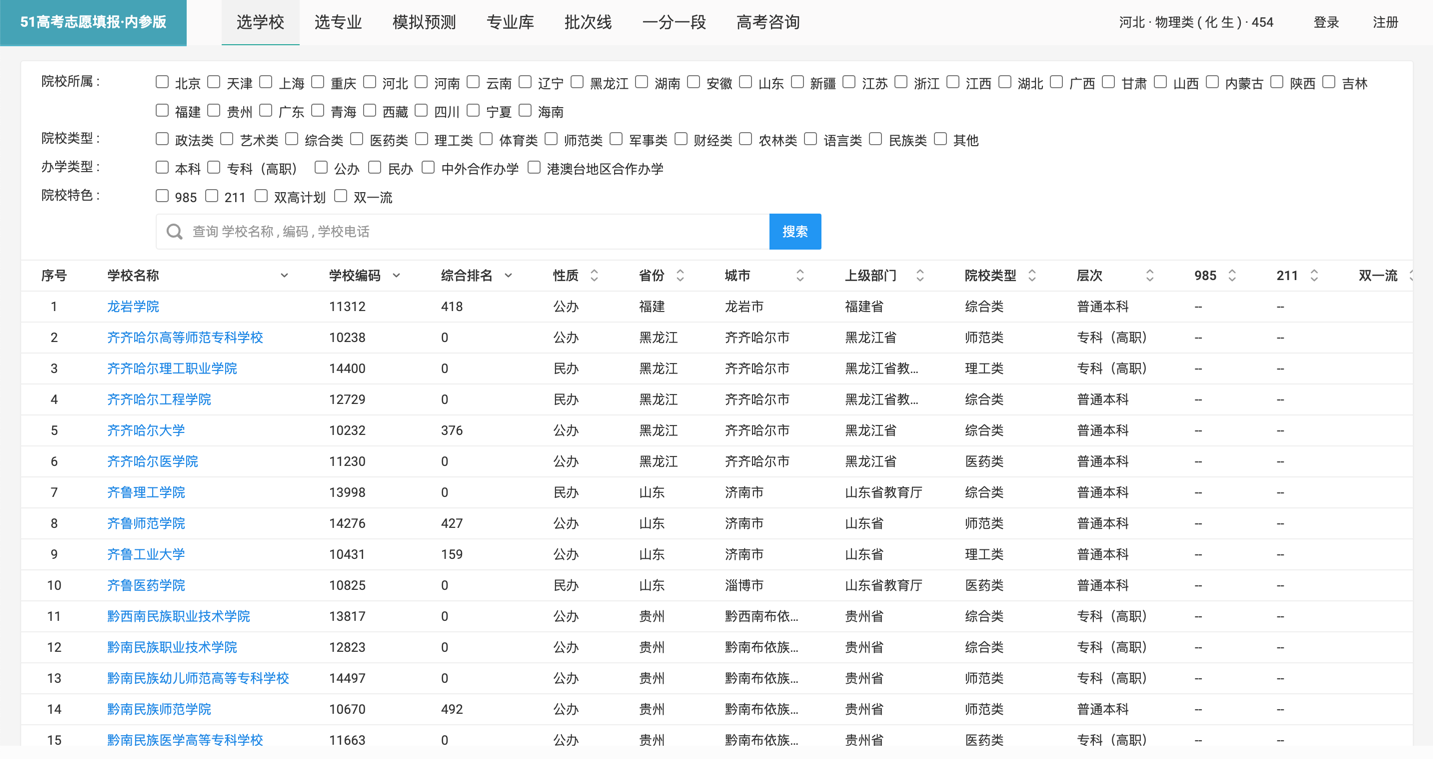 51高考志愿填报·内参版 选学校 选专业 模拟预测 专业库 批次线 一分一段 高考咨询 河北 · 物理类 ( 化 生 ) · 454 登录 注册
院校所属 : 北京 天津 上海 重庆 河北 河南 云南 辽宁 黑龙江 湖南 安徽 山东 新疆 江苏 浙江 江西 湖北 广西 甘肃 山西 内蒙古 陕西 吉林
福建 贵州 广东 青海 西藏 四川 宁夏 海南
院校类型 : 政法类 艺术类 综合类 医药类 理工类 体育类 师范类 军事类 财经类 农林类 语言类 民族类 其他
办学类型 : 本科 专科（高职） 公办 民办 中外合作办学 港澳台地区合作办学
院校特色 : 985 211 双高计划 双一流
查询 学校名称 , 编码 , 学校电话 搜索
序号 学校名称 学校编码 综合排名 性质 省份 城市 上级部门 院校类型 层次 985 211 双一流
1 龙岩学院 11312 418 公办 福建 龙岩市 福建省 综合类 普通本科 -- --
2 齐齐哈尔高等师范专科学校 10238 0 公办 黑龙江 齐齐哈尔市 黑龙江省 师范类 专科（高职） -- --
3 齐齐哈尔理工职业学院 14400 0 民办 黑龙江 齐齐哈尔市 黑龙江省教... 理工类 专科（高职） -- --
4 齐齐哈尔工程学院 12729 0 民办 黑龙江 齐齐哈尔市 黑龙江省教... 综合类 普通本科 -- --
5 齐齐哈尔大学 10232 376 公办 黑龙江 齐齐哈尔市 黑龙江省 综合类 普通本科 -- --
6 齐齐哈尔医学院 11230 0 公办 黑龙江 齐齐哈尔市 黑龙江省 医药类 普通本科 -- --
7 齐鲁理工学院 13998 0 民办 山东 济南市 山东省教育厅 综合类 普通本科 -- --
8 齐鲁师范学院 14276 427 公办 山东 济南市 山东省 师范类 普通本科 -- --
9 齐鲁工业大学 10431 159 公办 山东 济南市 山东省 理工类 普通本科 -- --
10 齐鲁医药学院 10825 0 民办 山东 淄博市 山东省教育厅 医药类 普通本科 -- --
11 黔西南民族职业技术学院 13817 0 公办 贵州 黔西南布依... 贵州省 综合类 专科（高职） -- --
12 黔南民族职业技术学院 12823 0 公办 贵州 黔南布依族... 贵州省 综合类 专科（高职） -- --
13 黔南民族幼儿师范高等专科学校 14497 0 公办 贵州 黔南布依族... 贵州省 师范类 专科（高职） -- --
14 黔南民族师范学院 10670 492 公办 贵州 黔南布依族... 贵州省 师范类 普通本科 -- --
15 黔南民族医学高等专科学校 11663 0 公办 贵州 黔南布依族... 贵州省 医药类 专科（高职） -- --